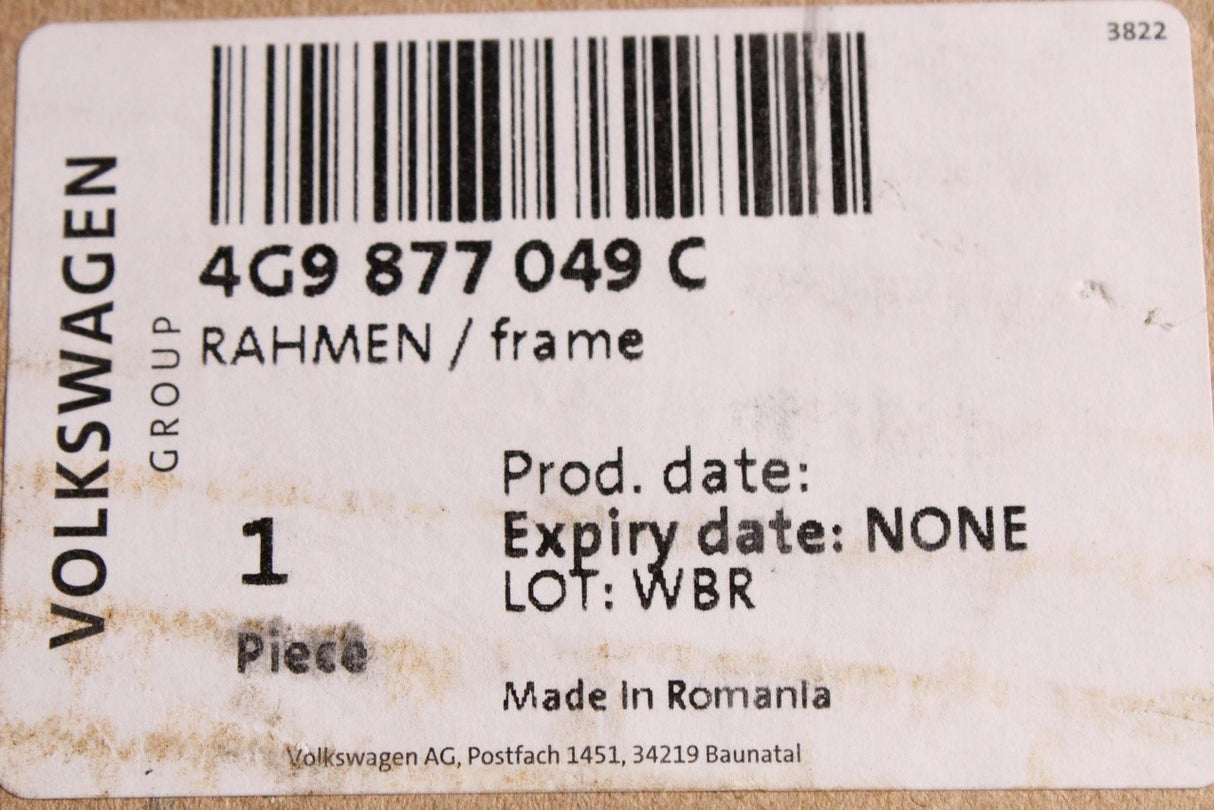 3822
VOLKSWAGEN
GROUP
4G9 877 049 C
RAHMEN / frame
Prod. date:
Expiry date: NONE
LOT: WBR
1
Piece
Made in Romania
Volkswagen AG, Postfach 1451, 34219 Baunatal